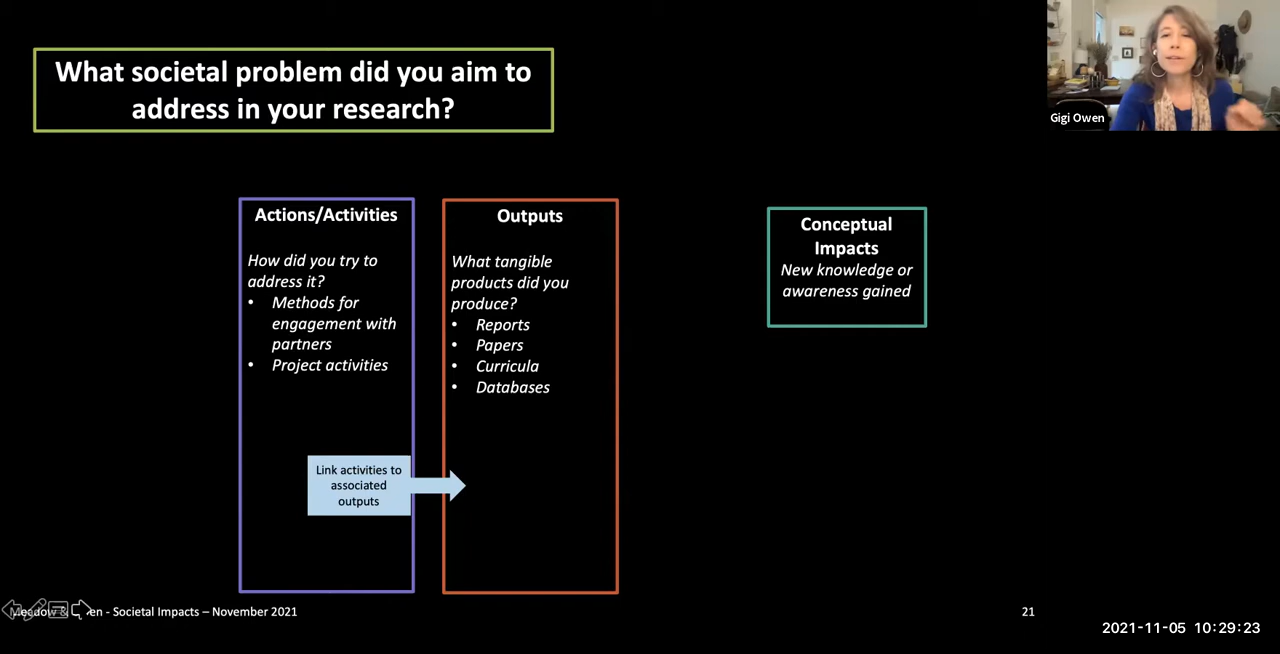 What societal problem did you aim to
address in your research?
Gigi Owen
Actions/Activities
How did you try to
address it?
• Methods for
engagement with
partners
• Project activities
Link activities to
associated
outputs
Outputs
What tangible
products did you
produce?
• Reports
• Papers
• Curricula
• Databases
Conceptual
Impacts
New knowledge or
awareness gained
Meadow & en - Societal Impacts – November 2021
21
2021-11-05 10:29:23